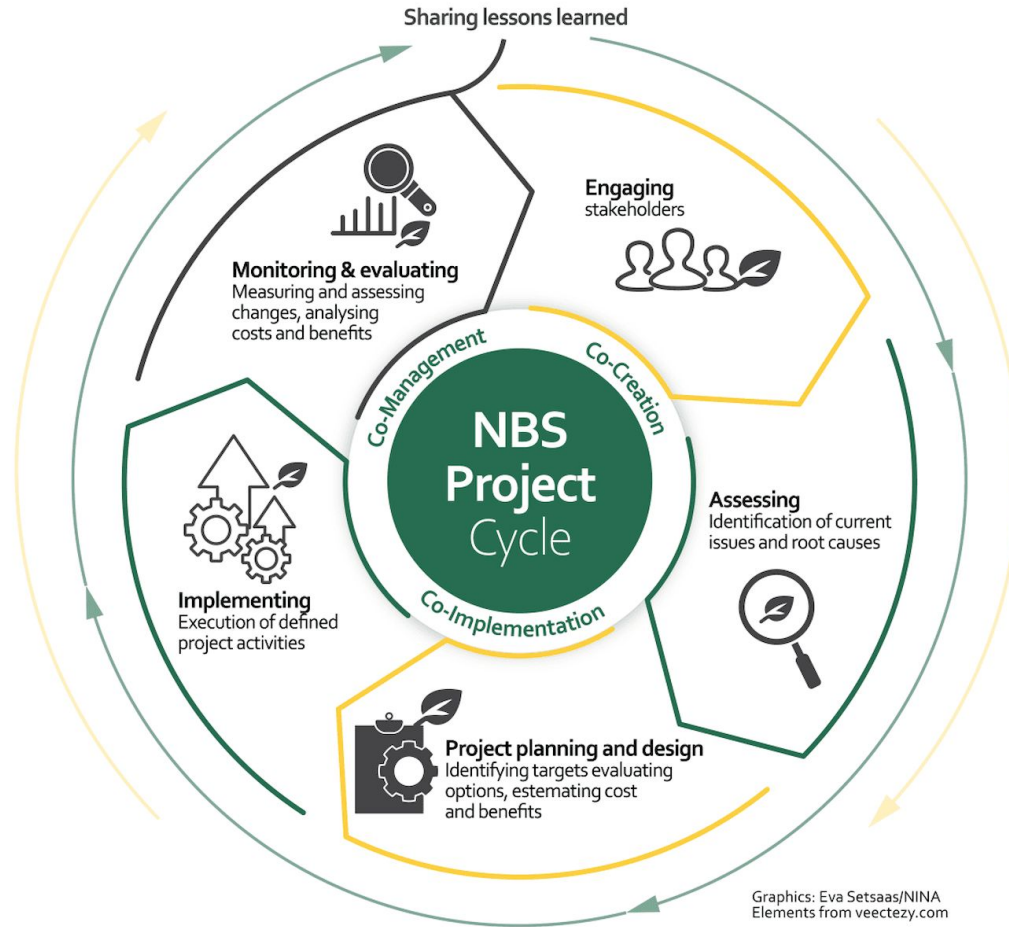 Sharing lessons learned
Engaging
stakeholders
Assessing
Identification of current
issues and root causes
Project planning and design
Identifying targets evaluating
options, estemating cost
and benefits
Implementing
Execution of defined
project activities
Monitoring & evaluating
Measuring and assessing
changes, analysing
costs and benefits
Co-Management
Co-Creation
Co-Implementation
NBS
Project
Cycle
Graphics: Eva Setsaas/NINA
Elements from veectezy.com